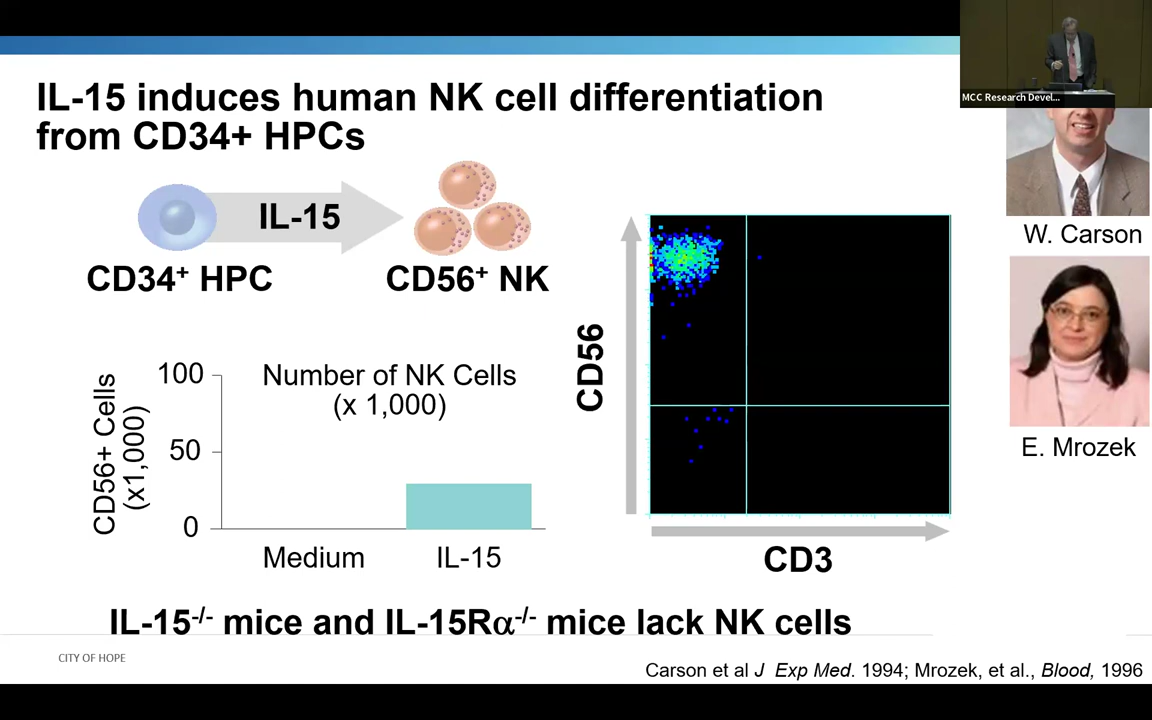 MCC Research Devel...
IL-15 induces human NK cell differentiation
from CD34+ HPCs
IL-15
CD34+ HPC
CD56+ NK
W. Carson
E. Mrozek
CD56+ Cells
(x1,000)
100
50
0
Number of NK Cells
(x 1,000)
Medium
IL-15
CD56
CD3
IL-15-/- mice and IL-15Rα-/- mice lack NK cells
CITY OF HOPE
Carson et al J Exp Med. 1994; Mrozek, et al., Blood, 1996